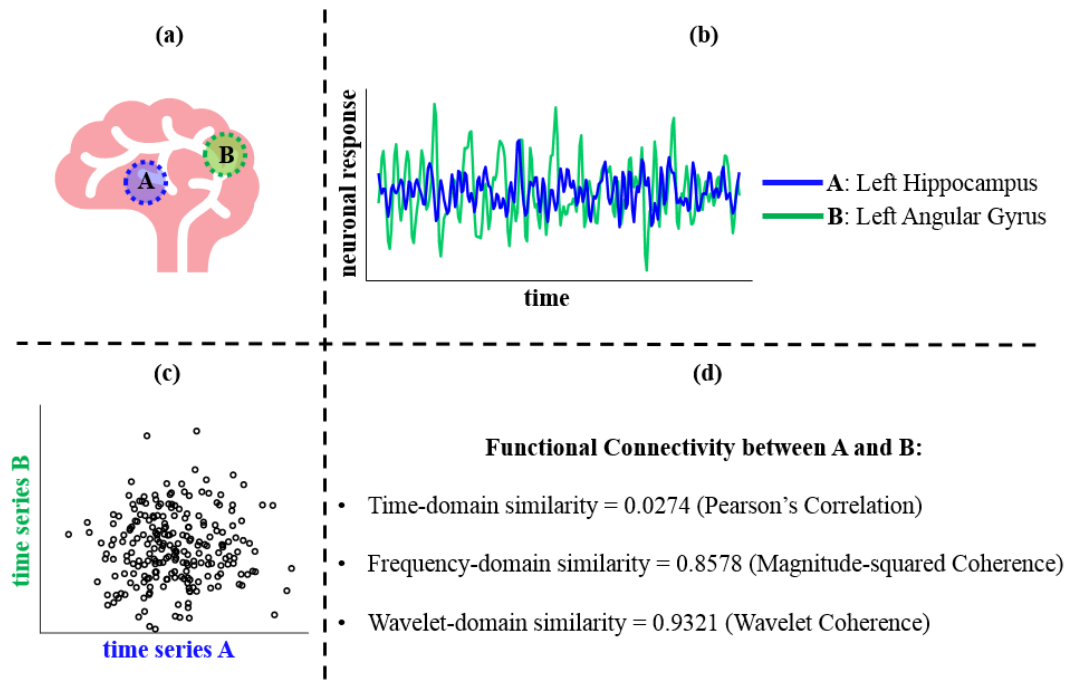 (a)
A
B
(b)
neuronal response
time
A: Left Hippocampus
B: Left Angular Gyrus
(c)
time series B
time series A
(d)
Functional Connectivity between A and B:
• Time-domain similarity = 0.0274 (Pearson’s Correlation)
• Frequency-domain similarity = 0.8578 (Magnitude-squared Coherence)
• Wavelet-domain similarity = 0.9321 (Wavelet Coherence)